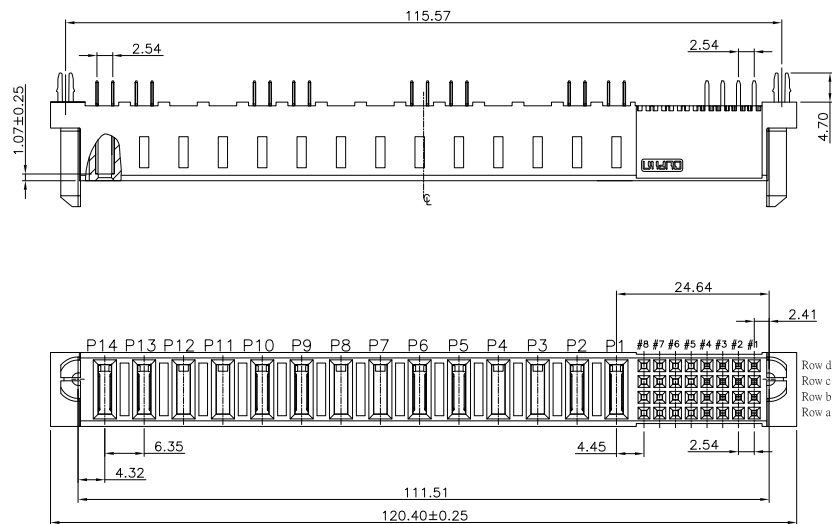 115.57
2.54
2.54
1.07±0.25
4.70
℄
24.64
2.41
P14 P13 P12 P11 P10 P9 P8 P7 P6 P5 P4 P3 P2 P1 #8 #7 #6 #5 #4 #3 #2 #1
Row d
Row c
Row b
Row a
6.35
4.45
2.54
4.32
111.51
120.40±0.25